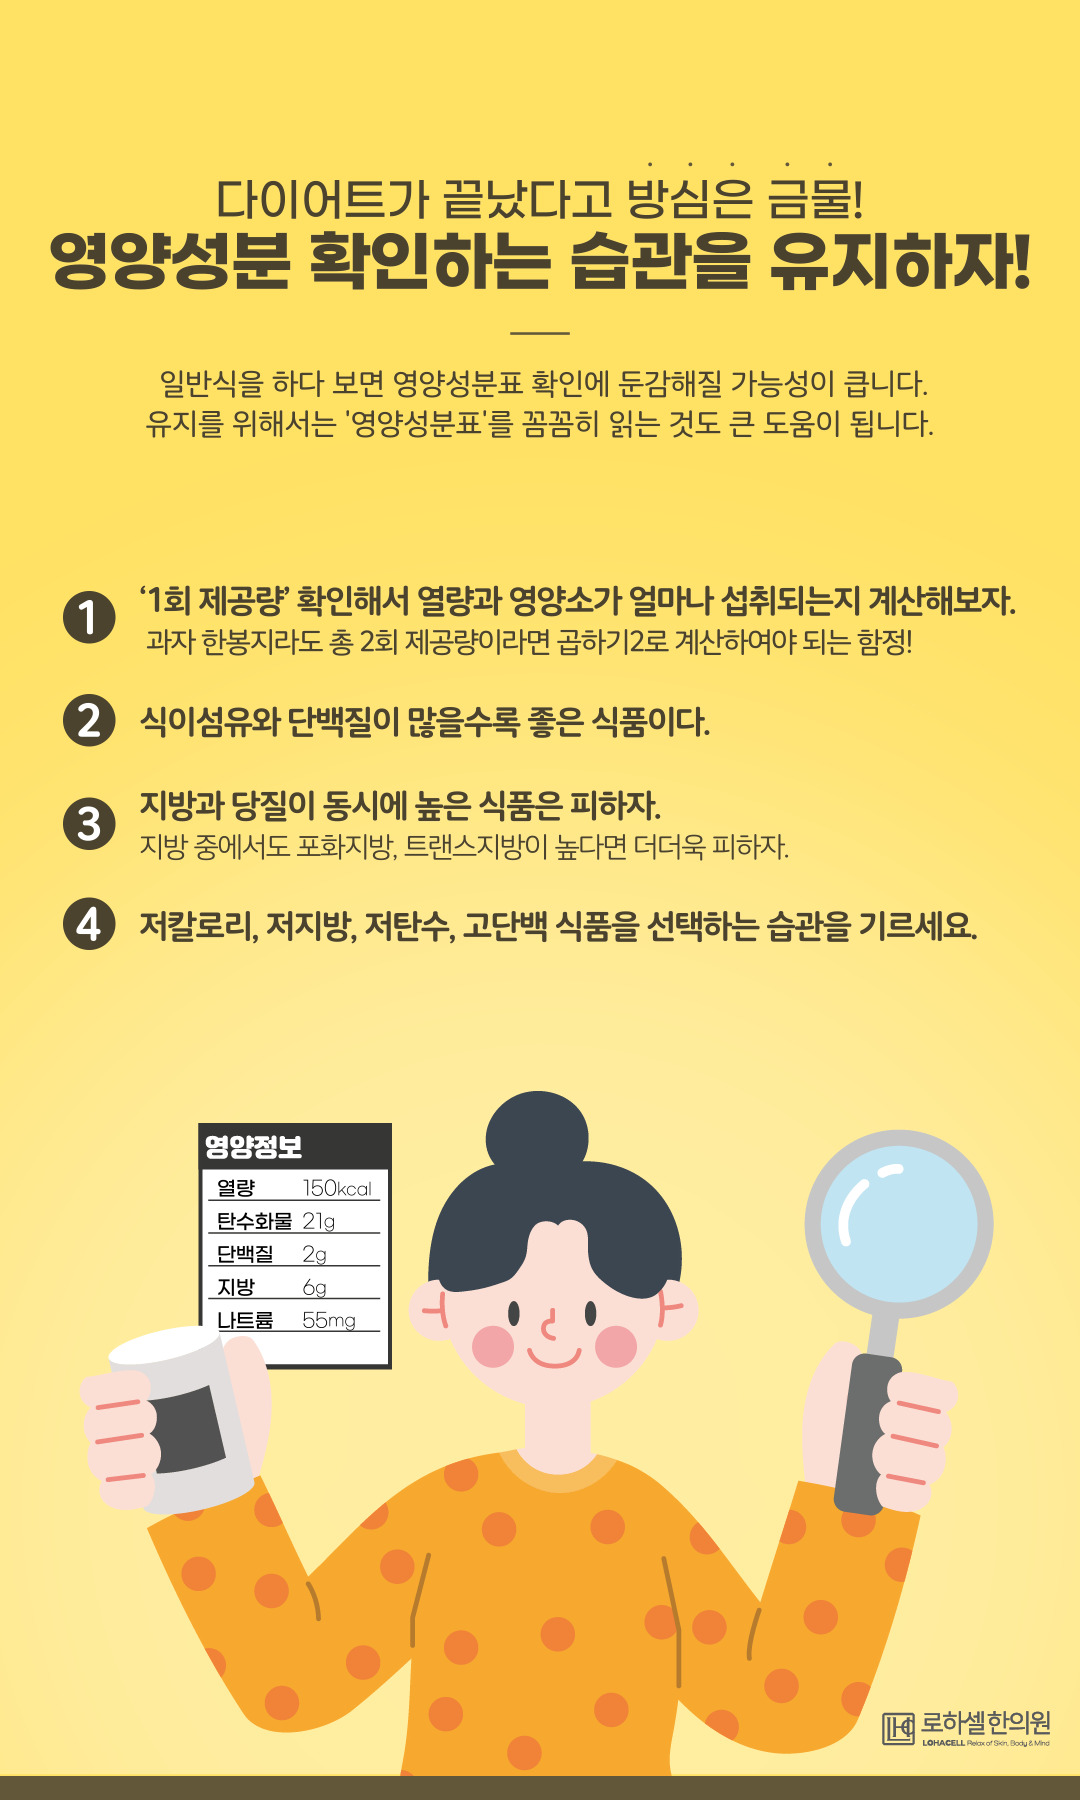 다이어트가 끝났다고 방심은 금물!
영양성분 확인하는 습관을 유지하자!
일반식을 하다 보면 영양성분표 확인에 둔감해질 가능성이 큽니다.
유지를 위해서는 '영양성분표'를 꼼꼼히 읽는 것도 큰 도움이 됩니다.
1 ‘1회 제공량’ 확인해서 열량과 영양소가 얼마나 섭취되는지 계산해보자.
과자 한봉지라도 총 2회 제공량이라면 곱하기2로 계산하여야 되는 함정!
2 식이섬유와 단백질이 많을수록 좋은 식품이다.
3 지방과 당질이 동시에 높은 식품은 피하자.
지방 중에서도 포화지방, 트랜스지방이 높다면 더더욱 피하자.
4 저칼로리, 저지방, 저탄수, 고단백 식품을 선택하는 습관을 기르세요.
영양정보
열량 150kcal
탄수화물 21g
단백질 2g
지방 6g
나트륨 55mg
로하셀한의원
LOHACELL Relax of Skin, Body & Mind